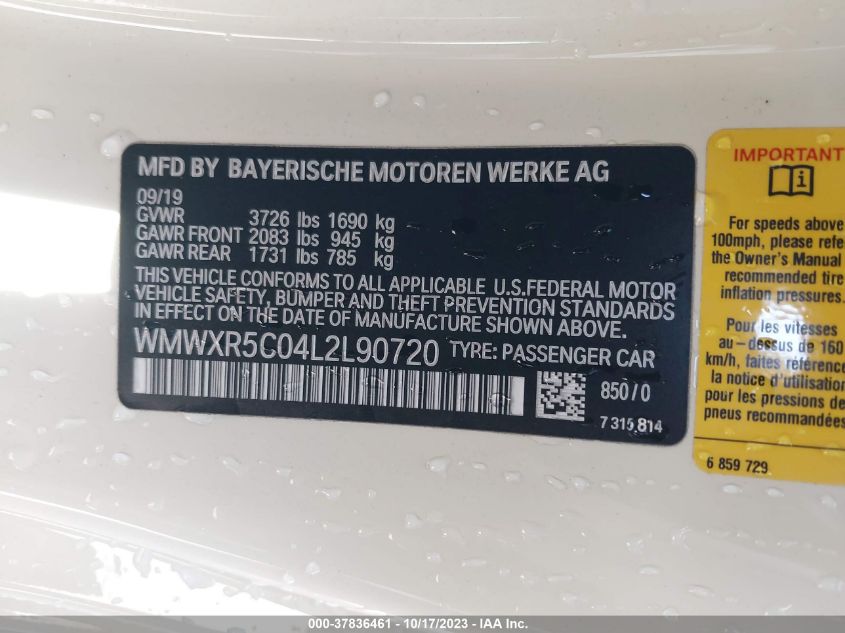 MFD BY BAYERISCHE MOTOREN WERKE AG
09/19
GVWR 3726 lbs 1690 kg
GAWR FRONT 2083 lbs 945 kg
GAWR REAR 1731 lbs 785 kg
THIS VEHICLE CONFORMS TO ALL APPLICABLE U.S.FEDERAL MOTOR
VEHICLE SAFETY, BUMPER AND THEFT PREVENTION STANDARDS
IN EFFECT ON THE DATE OF MANUFACTURE SHOWN ABOVE.
WMWXR5C04L2L90720 TYPE: PASSENGER CAR
850/0
7 315 814
IMPORTANT
i
For speeds above
100mph, please refe
the Owner's Manual
recommended tire
inflation pressures.
Pour les vitesses
au-dessus de 160
km/h, faites référence
la notice d'utilisation
pour les pressions de
pneus recommandées
6 859 729
000-37836461 - 10/17/2023 - IAA Inc.